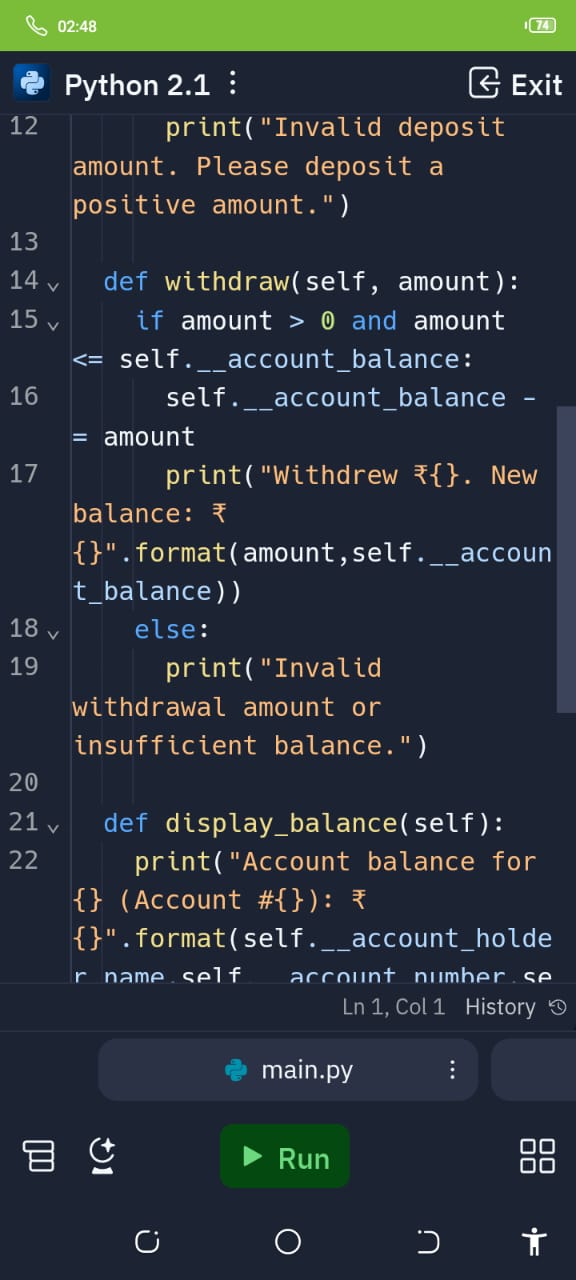 02:48
74
Python 2.1
Exit
12 print("Invalid deposit
amount. Please deposit a
positive amount.")
13
14 def withdraw(self, amount):
15 if amount > 0 and amount
<= self.__account_balance:
16 self.__account_balance -
= amount
17 print("Withdrew ₹{}. New
balance: ₹
{}".format(amount,self.__accoun
t_balance))
18 else:
19 print("Invalid
withdrawal amount or
insufficient balance.")
20
21 def display_balance(self):
22 print("Account balance for
{} (Account #{}): ₹
{}".format(self.__account_holde
r_name,self.__account_number,se
Ln 1, Col 1 History
main.py
Run